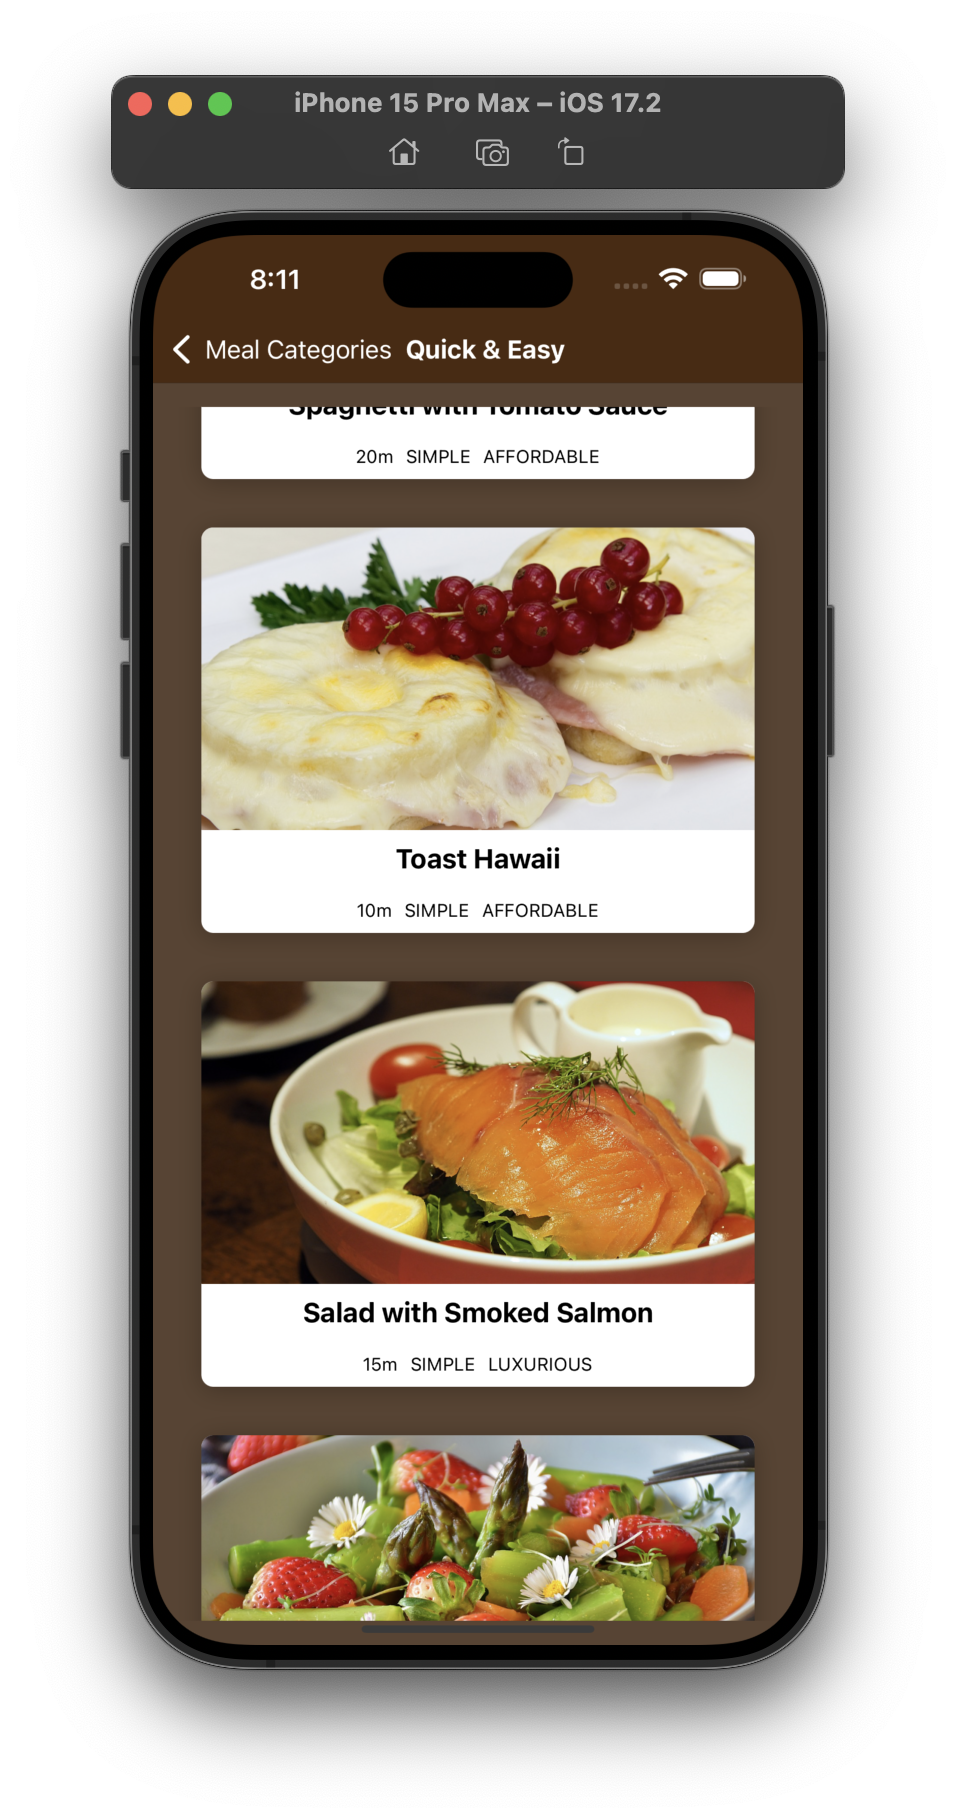 iPhone 15 Pro Max – iOS 17.2
8:11
Meal Categories Quick & Easy
Spaghetti with Tomato Sauce
20m SIMPLE AFFORDABLE
Toast Hawaii
10m SIMPLE AFFORDABLE
Salad with Smoked Salmon
15m SIMPLE LUXURIOUS